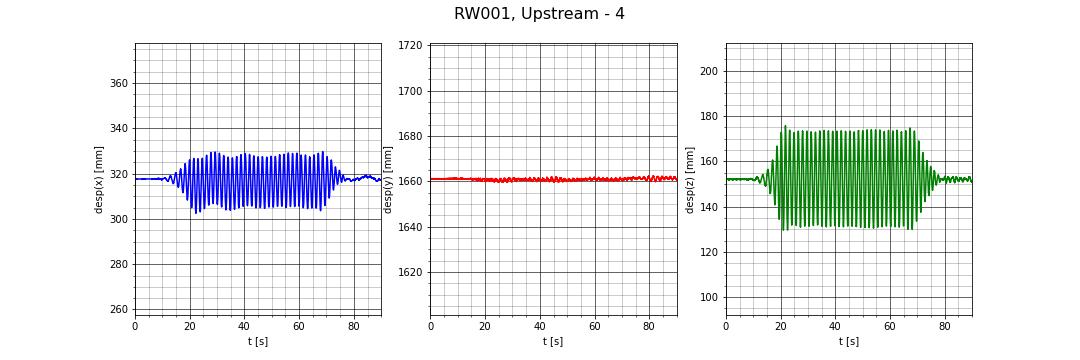 RW001, Upstream - 4
desp(x) [mm]
360
340
320
300
280
260
0 20 40 60 80
t [s]
desp(y) [mm]
1720
1700
1680
1660
1640
1620
0 20 40 60 80
t [s]
desp(z) [mm]
200
180
160
140
120
100
0 20 40 60 80
t [s]